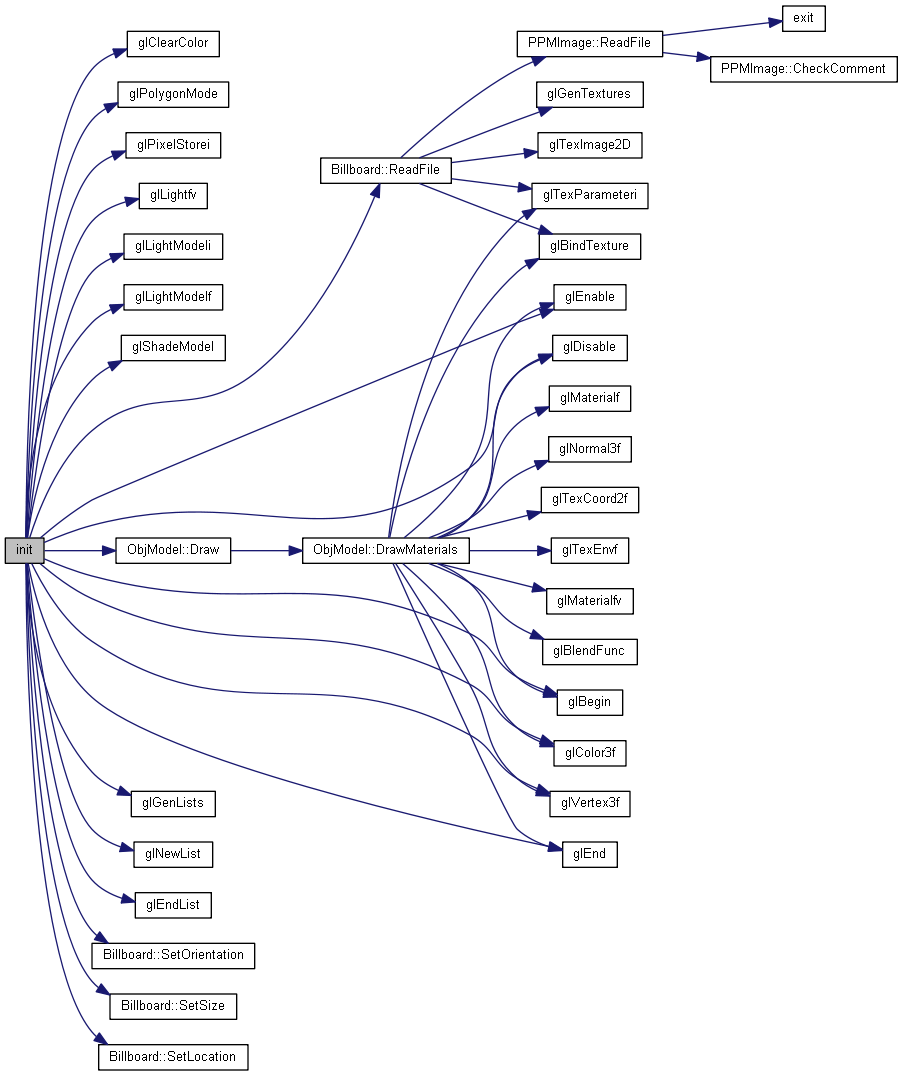 exit
glClearColor
PPMImage::ReadFile
PPMImage::CheckComment
glPolygonMode
glGenTextures
glPixelStorei
glTexImage2D
Billboard::ReadFile
glLightfv
glTexParameteri
glLightModeli
glBindTexture
glLightModelf
glEnable
glShadeModel
glDisable
glMaterialf
glNormal3f
glTexCoord2f
init
ObjModel::Draw
ObjModel::DrawMaterials
glTexEnvf
glMaterialfv
glBlendFunc
glBegin
glColor3f
glGenLists
glVertex3f
glNewList
glEnd
glEndList
Billboard::SetOrientation
Billboard::SetSize
Billboard::SetLocation